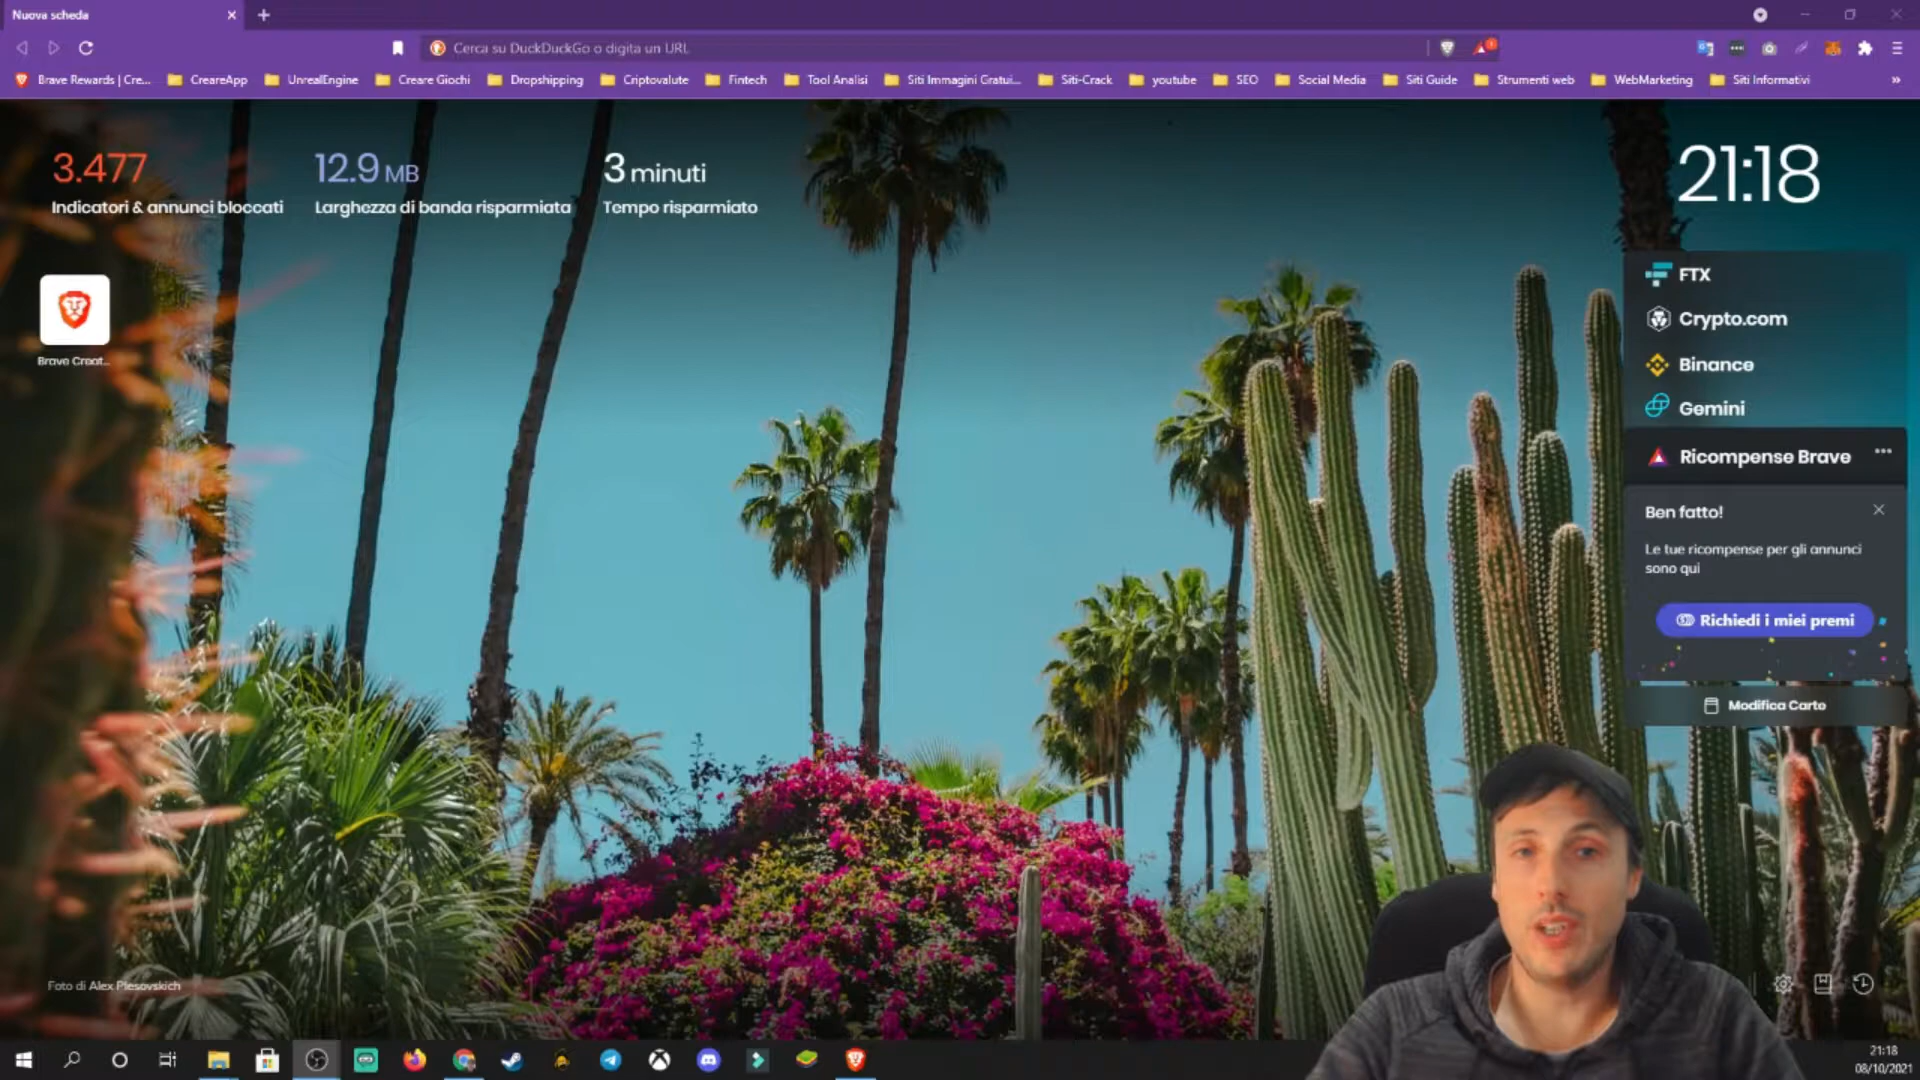 Nuova scheda
Cerca su DuckDuckGo o digita un URL
Brave Rewards | Cre...
CreareApp
UnrealEngine
Creare Giochi
Dropshipping
Criptovalute
Fintech
Tool Analisi
Siti Immagini Gratui...
Siti-Crack
youtube
SEO
Social Media
Siti Guide
Strumenti web
WebMarketing
Siti Informativi
3.477
Indicatori & annunci bloccati
12.9 MB
Larghezza di banda risparmiata
3 minuti
Tempo risparmiato
21:18
Brave Creat...
FTX
Crypto.com
Binance
Gemini
Ricompense Brave
Ben fatto!
Le tue ricompense per gli annunci
sono qui
Richiedi i miei premi
Modifica Carte
Foto di Alex Plesovskich
21:18
08/10/2021